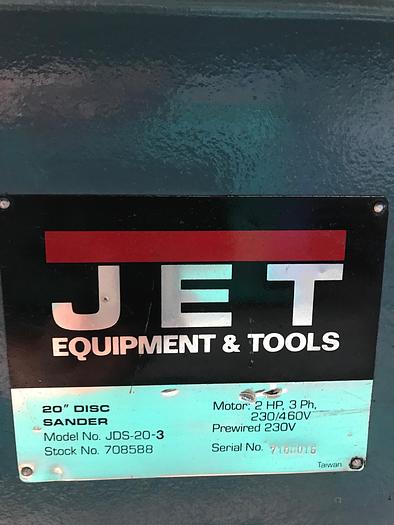 JET
EQUIPMENT & TOOLS
20" DISC
SANDER
Model No. JDS-20-3
Stock No. 708588
Motor: 2 HP, 3 Ph,
230/460V
Prewired 230V
Serial No.
Taiwan